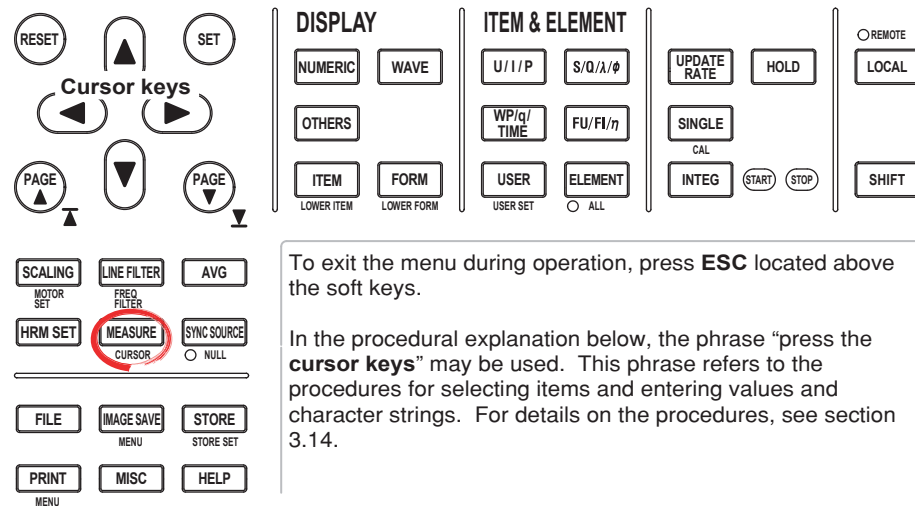 RESET
SET
Cursor keys
PAGE
PAGE
DISPLAY
NUMERIC
WAVE
OTHERS
ITEM
FORM
LOWER ITEM
LOWER FORM
ITEM & ELEMENT
U / I / P
S/Q/λ/ø
WP/q/
TIME
FU/FI/η
USER
ELEMENT
USER SET
ALL
UPDATE
RATE
HOLD
SINGLE
CAL
INTEG
START
STOP
REMOTE
LOCAL
SHIFT
SCALING
LINE FILTER
AVG
MOTOR
SET
FREQ
FILTER
HRM SET
MEASURE
SYNC SOURCE
CURSOR
NULL
FILE
IMAGE SAVE
STORE
MENU
STORE SET
PRINT
MISC
HELP
MENU
To exit the menu during operation, press ESC located above
the soft keys.
In the procedural explanation below, the phrase “press the
cursor keys” may be used. This phrase refers to the
procedures for selecting items and entering values and
character strings. For details on the procedures, see section
3.14.